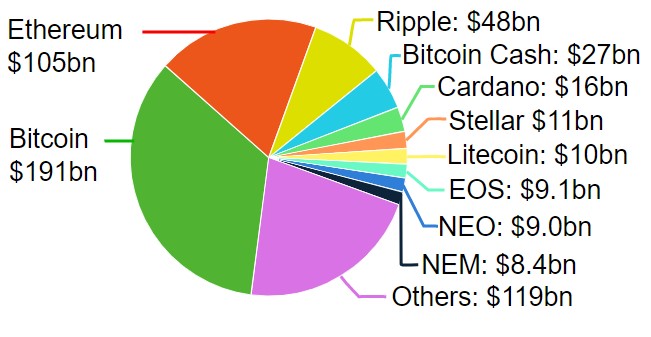 Ethereum
$105bn
Bitcoin
$191bn
Ripple: $48bn
Bitcoin Cash: $27bn
Cardano: $16bn
Stellar $11bn
Litecoin: $10bn
EOS: $9.1bn
NEO: $9.0bn
NEM: $8.4bn
Others: $119bn